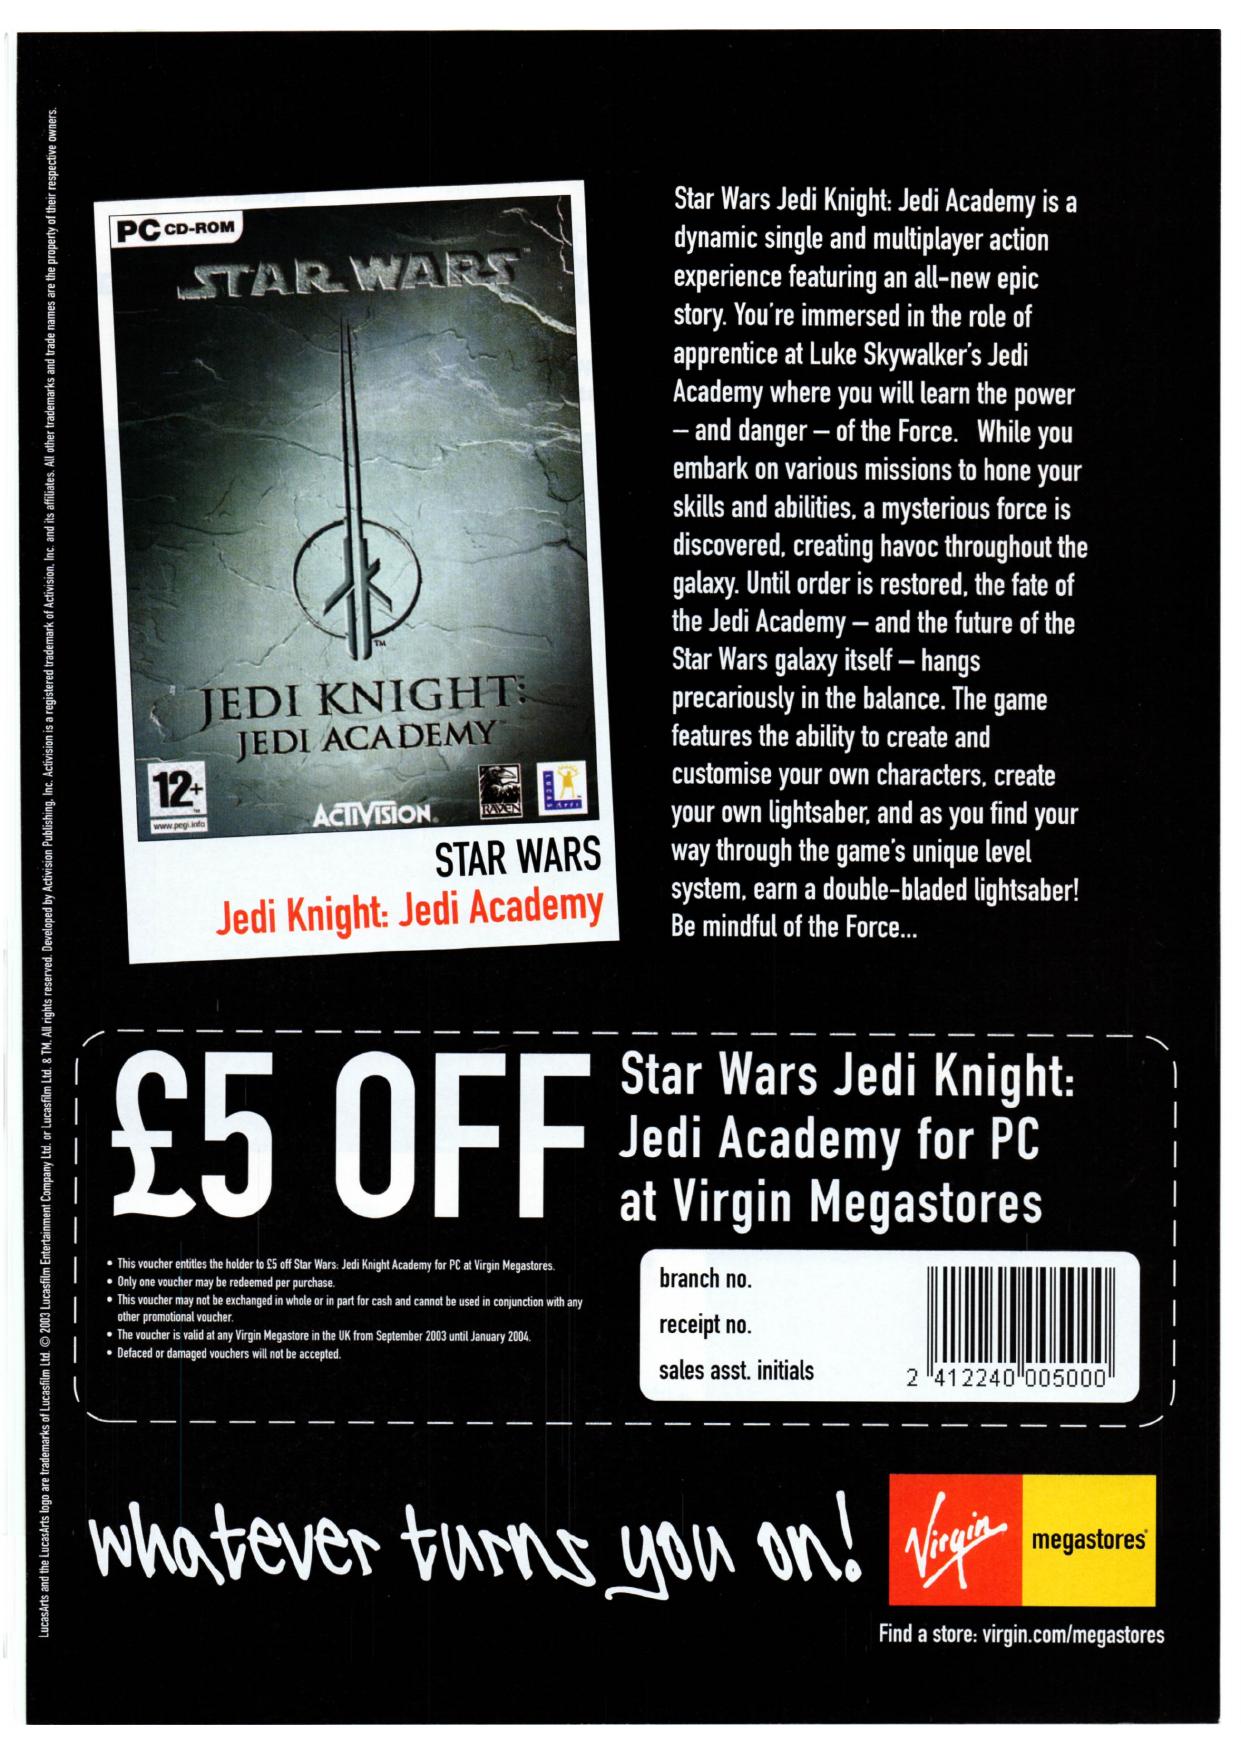 PC CD-ROM
STAR WARS™
™
JEDI KNIGHT:™
JEDI ACADEMY™
12+™
www.pegi.info
ACTIVISION®
RAVEN
LUCAS
Arts
STAR WARS
Jedi Knight: Jedi Academy
Star Wars Jedi Knight: Jedi Academy is a
dynamic single and multiplayer action
experience featuring an all-new epic
story. You're immersed in the role of
apprentice at Luke Skywalker's Jedi
Academy where you will learn the power
– and danger – of the Force. While you
embark on various missions to hone your
skills and abilities, a mysterious force is
discovered, creating havoc throughout the
galaxy. Until order is restored, the fate of
the Jedi Academy – and the future of the
Star Wars galaxy itself – hangs
precariously in the balance. The game
features the ability to create and
customise your own characters, create
your own lightsaber, and as you find your
way through the game's unique level
system, earn a double-bladed lightsaber!
Be mindful of the Force...
£5 OFF
Star Wars Jedi Knight:
Jedi Academy for PC
at Virgin Megastores
• This voucher entitles the holder to £5 off Star Wars: Jedi Knight Academy for PC at Virgin Megastores.
• Only one voucher may be redeemed per purchase.
• This voucher may not be exchanged in whole or in part for cash and cannot be used in conjunction with any
other promotional voucher.
• The voucher is valid at any Virgin Megastore in the UK from September 2003 until January 2004.
• Defaced or damaged vouchers will not be accepted.
branch no.
receipt no.
sales asst. initials
2 412240 005000
whatever turns you on!
Virgin
megastores®
Find a store: virgin.com/megastores
LucasArts and the LucasArts logo are trademarks of Lucasfilm Ltd. © 2003 Lucasfilm Entertainment Company Ltd. or Lucasfilm Ltd. & TM. All rights reserved. Developed by Activision Publishing, Inc. Activision is a registered trademark of Activision, Inc. and its affiliates. All other trademarks and trade names are the property of their respective owners.